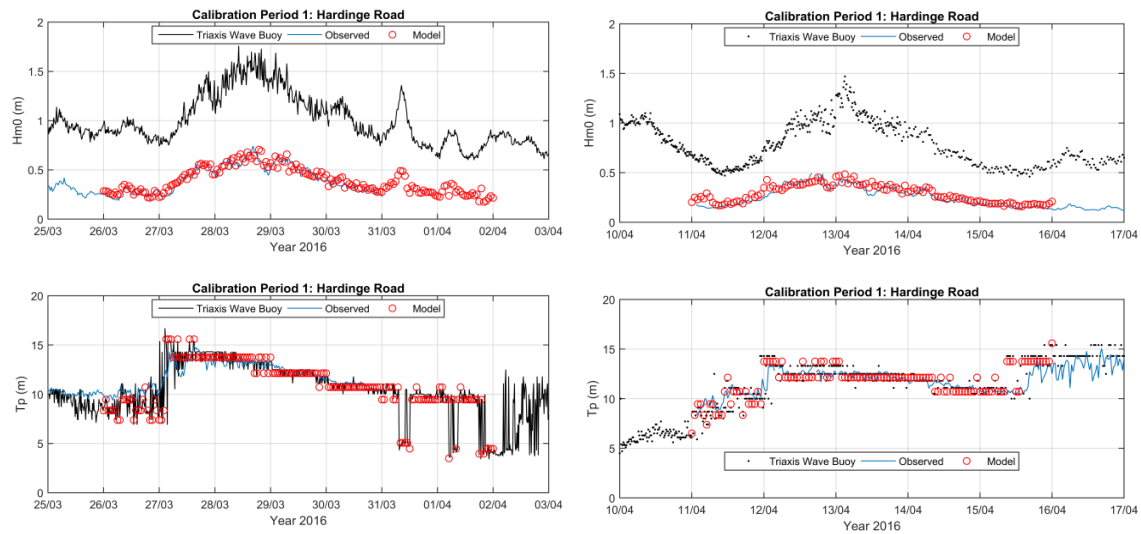 Calibration Period 1: Hardinge Road
Triaxis Wave Buoy Observed Model
Hm0 (m)
2
1.5
1
0.5
0
25/03 26/03 27/03 28/03 29/03 30/03 31/03 01/04 02/04 03/04
Year 2016
Calibration Period 1: Hardinge Road
Triaxis Wave Buoy Observed Model
Hm0 (m)
2
1.5
1
0.5
0
10/04 11/04 12/04 13/04 14/04 15/04 16/04 17/04
Year 2016
Calibration Period 1: Hardinge Road
Triaxis Wave Buoy Observed Model
Tp (m)
20
15
10
5
0
25/03 26/03 27/03 28/03 29/03 30/03 31/03 01/04 02/04 03/04
Year 2016
Calibration Period 1: Hardinge Road
Tp (m)
20
15
10
5
0
Triaxis Wave Buoy Observed Model
10/04 11/04 12/04 13/04 14/04 15/04 16/04 17/04
Year 2016